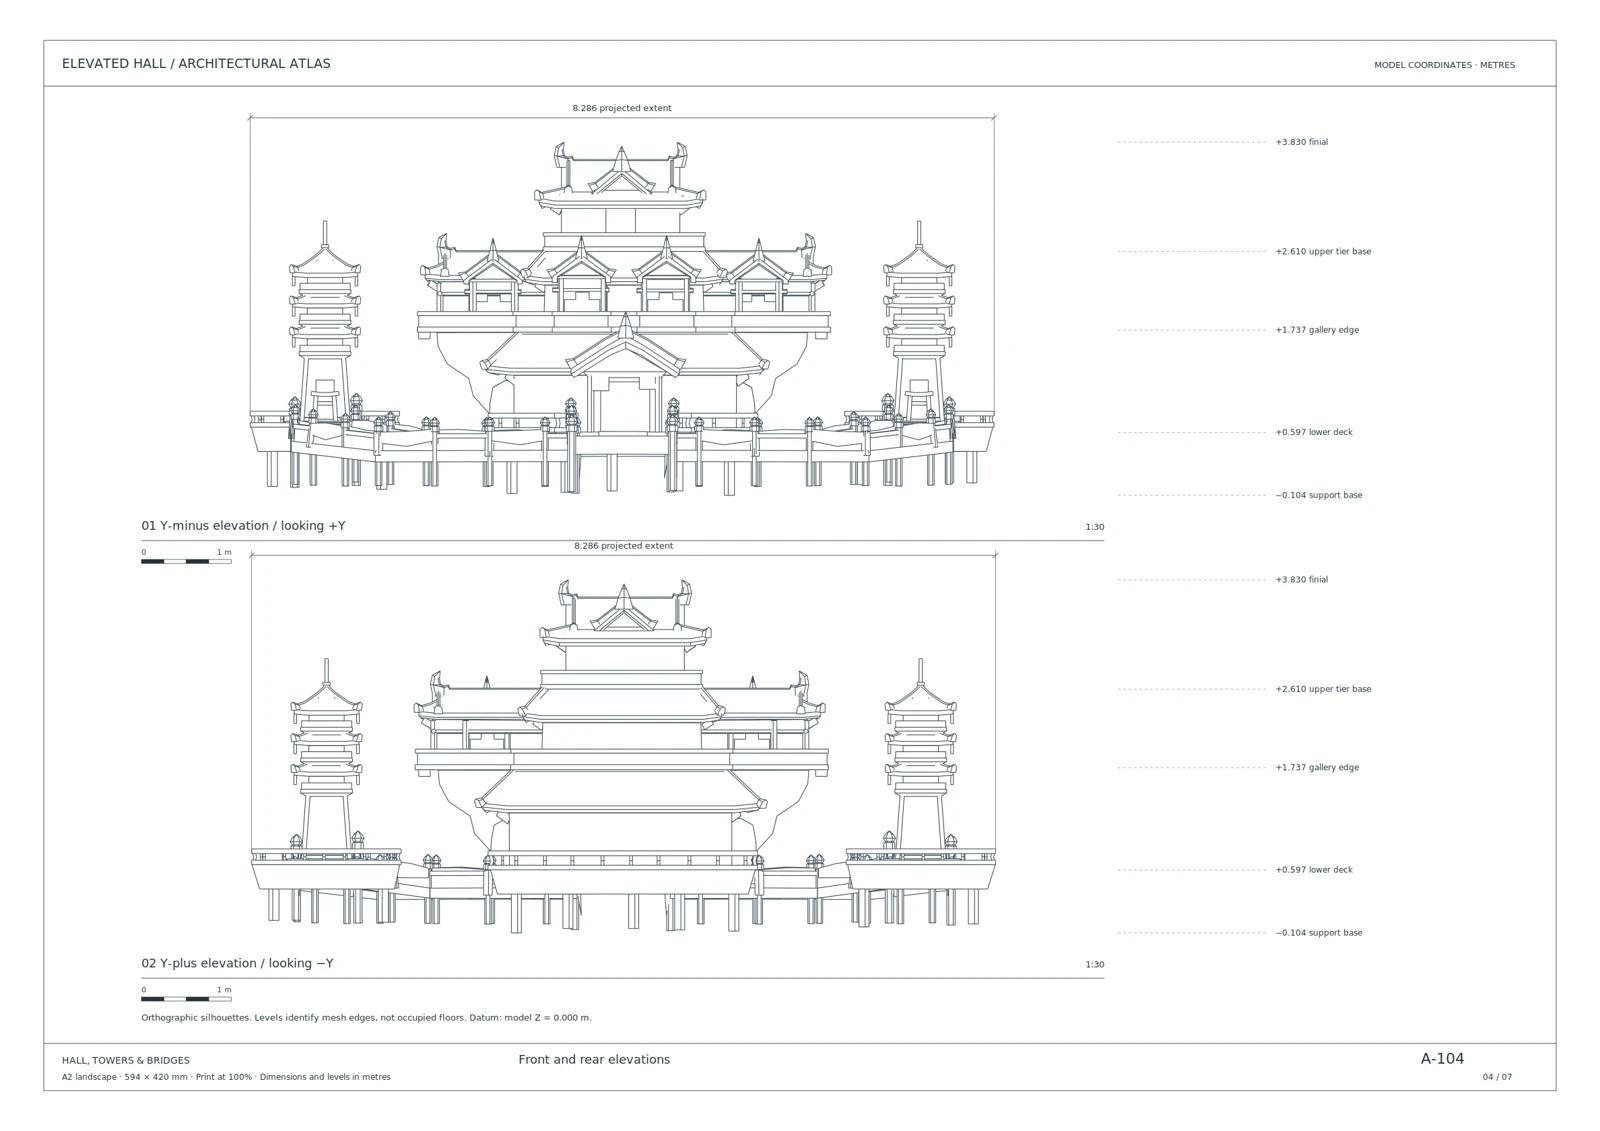 ELEVATED HALL / ARCHITECTURAL ATLAS
MODEL COORDINATES · METRES
8.286 projected extent
+3.830 finial
+2.610 upper tier base
+1.737 gallery edge
+0.597 lower deck
−0.104 support base
01 Y-minus elevation / looking +Y
1:30
0 1 m
8.286 projected extent
+3.830 finial
+2.610 upper tier base
+1.737 gallery edge
+0.597 lower deck
−0.104 support base
02 Y-plus elevation / looking −Y
1:30
0 1 m
Orthographic silhouettes. Levels identify mesh edges, not occupied floors. Datum: model Z = 0.000 m.
HALL, TOWERS & BRIDGES
Front and rear elevations
A-104
A2 landscape · 594 × 420 mm · Print at 100% · Dimensions and levels in metres
04 / 07